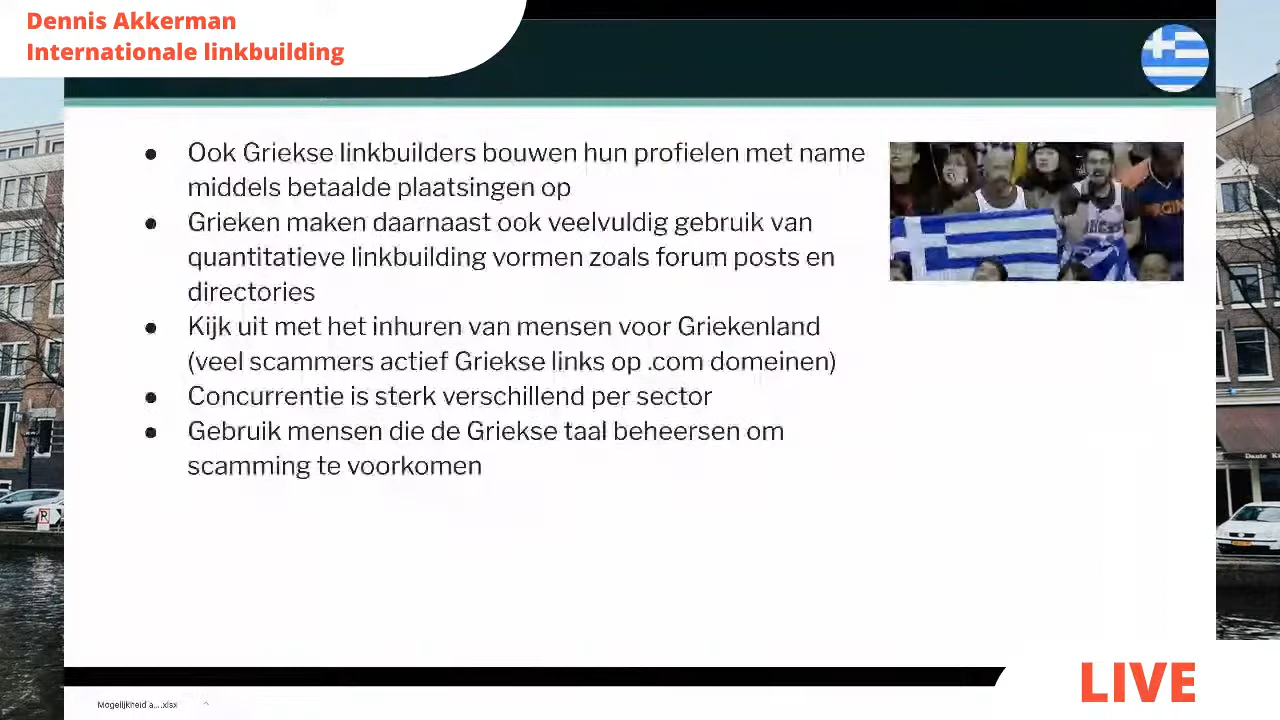 Dennis Akkerman
Internationale linkbuilding
● Ook Griekse linkbuilders bouwen hun profielen met name
middels betaalde plaatsingen op
● Grieken maken daarnaast ook veelvuldig gebruik van
quantitatieve linkbuilding vormen zoals forum posts en
directories
● Kijk uit met het inhuren van mensen voor Griekenland
(veel scammers actief Griekse links op .com domeinen)
● Concurrentie is sterk verschillend per sector
● Gebruik mensen die de Griekse taal beheersen om
scamming te voorkomen
LIVE
Mogelijkheid a....xlsx